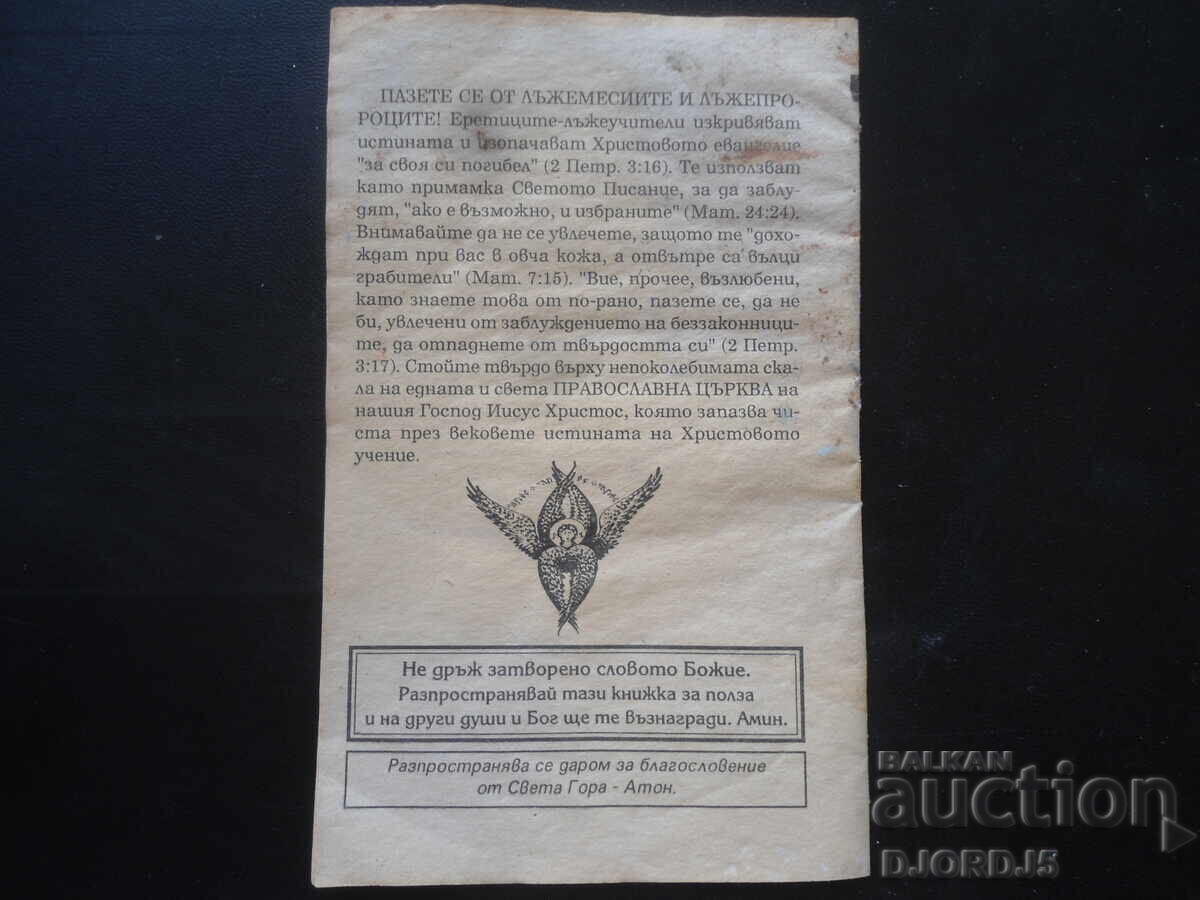 ПАЗЕТЕ СЕ ОТ ЛЪЖЕМЕСИИТЕ И ЛЪЖЕПРО-
РОЦИТЕ! Еретиците-лъжеучители изкривяват
истината и изопачават Христовото евангелие
"за своя си погибел" (2 Петр. 3:16). Те използват
като примамка Светото Писание, за да заблу-
дят, "ако е възможно, и избраните" (Мат. 24:24).
Внимавайте да не се увлечете, защото те "дохо-
ждат при вас в овча кожа, а отвътре са вълци
грабители" (Мат. 7:15). "Вие, прочее, възлюбени,
като знаете това от по-рано, пазете се, да не
би, увлечени от заблуждението на беззаконници-
те, да отпаднете от твърдостта си" (2 Петр.
3:17). Стойте твърдо върху непоколебимата ска-
ла на едната и света ПРАВОСЛАВНА ЦЪРКВА на
нашия Господ Иисус Христос, която запазва чи-
ста през вековете истината на Христовото
учение.
Не дръж затворено словото Божие.
Разпространявай тази книжка за полза
и на други души и Бог ще те възнагради. Амин.
Разпространява се даром за благословение
от Света Гора - Атон.
BALKAN
auction
DJORDJ5